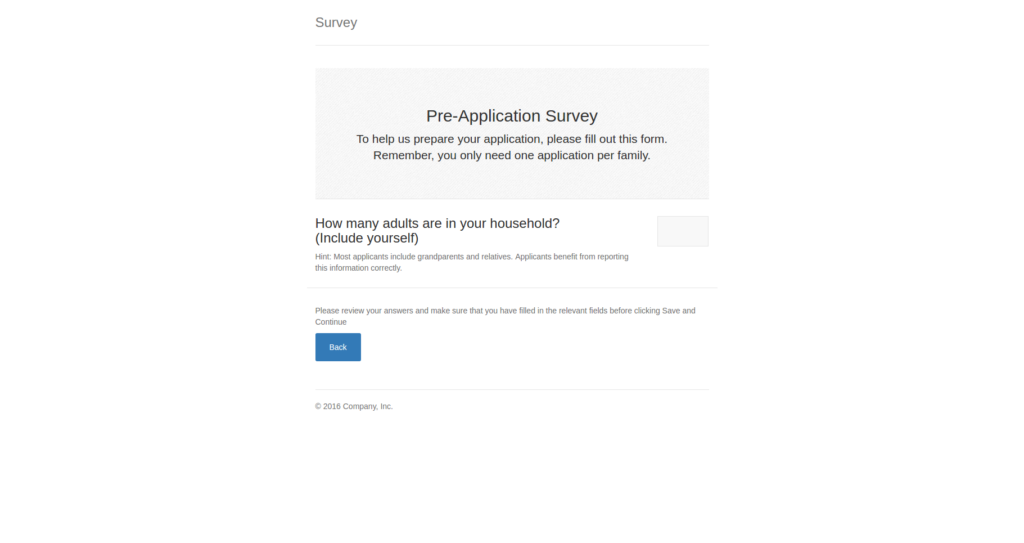 Survey
Pre-Application Survey
To help us prepare your application, please fill out this form.
Remember, you only need one application per family.
How many adults are in your household?
(Include yourself)
Hint: Most applicants include grandparents and relatives. Applicants benefit from reporting
this information correctly.
Please review your answers and make sure that you have filled in the relevant fields before clicking Save and
Continue
Back
© 2016 Company, Inc.